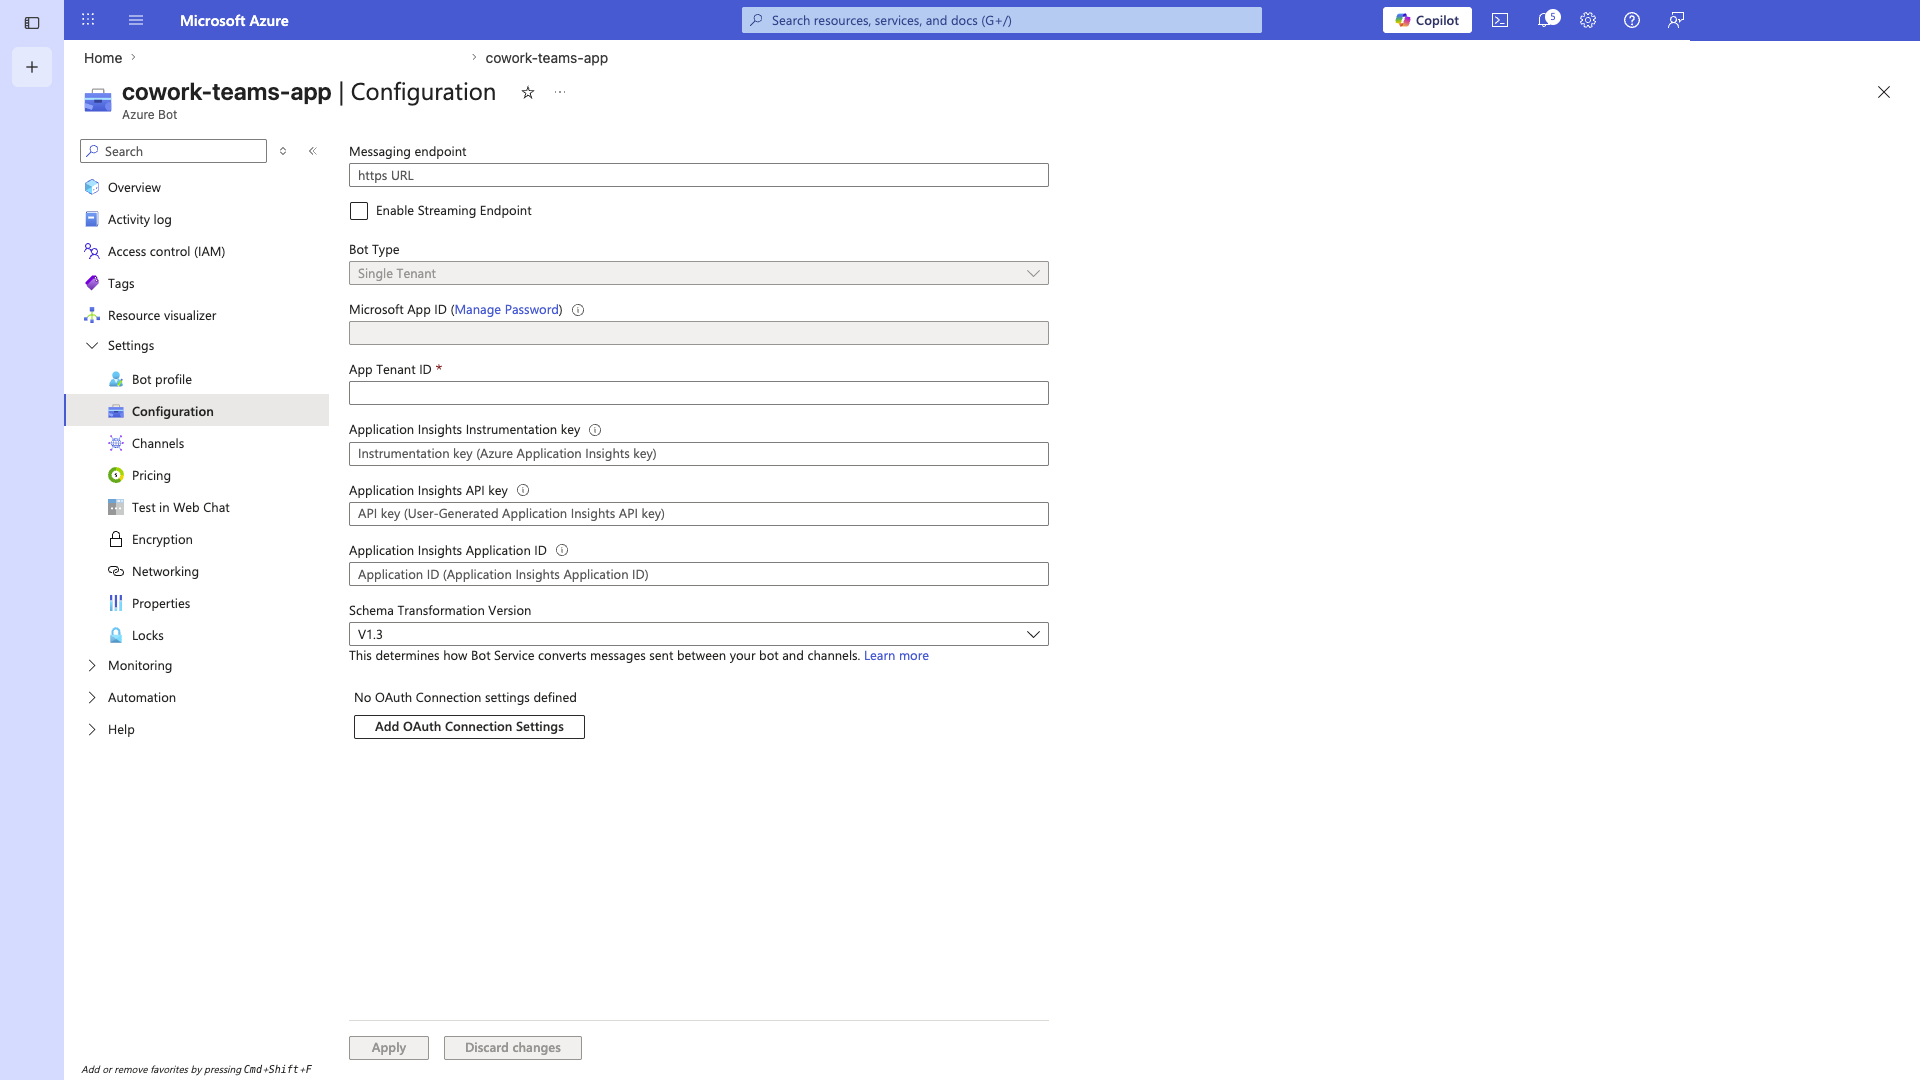 Microsoft Azure
Search resources, services, and docs (G+/)
Copilot
5
Home > > cowork-teams-app
cowork-teams-app | Configuration
Azure Bot
Search
Overview
Activity log
Access control (IAM)
Tags
Resource visualizer
Settings
Bot profile
Configuration
Channels
Pricing
Test in Web Chat
Encryption
Networking
Properties
Locks
Monitoring
Automation
Help
Add or remove favorites by pressing Cmd+Shift+F
Messaging endpoint
https URL
Enable Streaming Endpoint
Bot Type
Single Tenant
Microsoft App ID (Manage Password)
App Tenant ID *
Application Insights Instrumentation key
Instrumentation key (Azure Application Insights key)
Application Insights API key
API key (User-Generated Application Insights API key)
Application Insights Application ID
Application ID (Application Insights Application ID)
Schema Transformation Version
V1.3
This determines how Bot Service converts messages sent between your bot and channels. Learn more
No OAuth Connection settings defined
Add OAuth Connection Settings
Apply
Discard changes